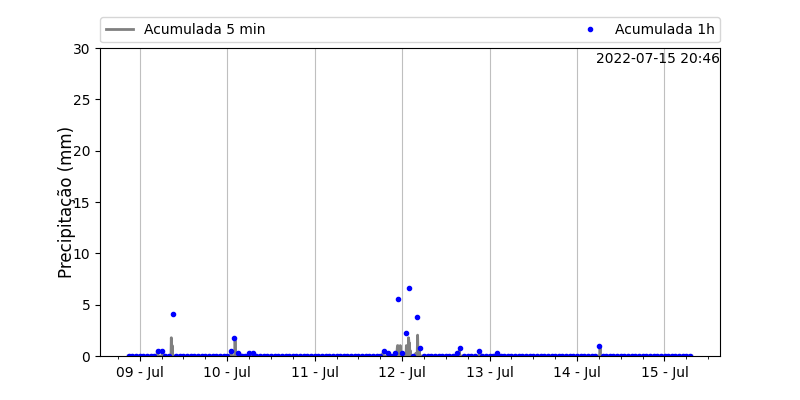 Acumulada 5 min
Acumulada 1h
2022-07-15 20:46
Precipitação (mm)
30
25
20
15
10
5
0
09 - Jul
10 - Jul
11 - Jul
12 - Jul
13 - Jul
14 - Jul
15 - Jul